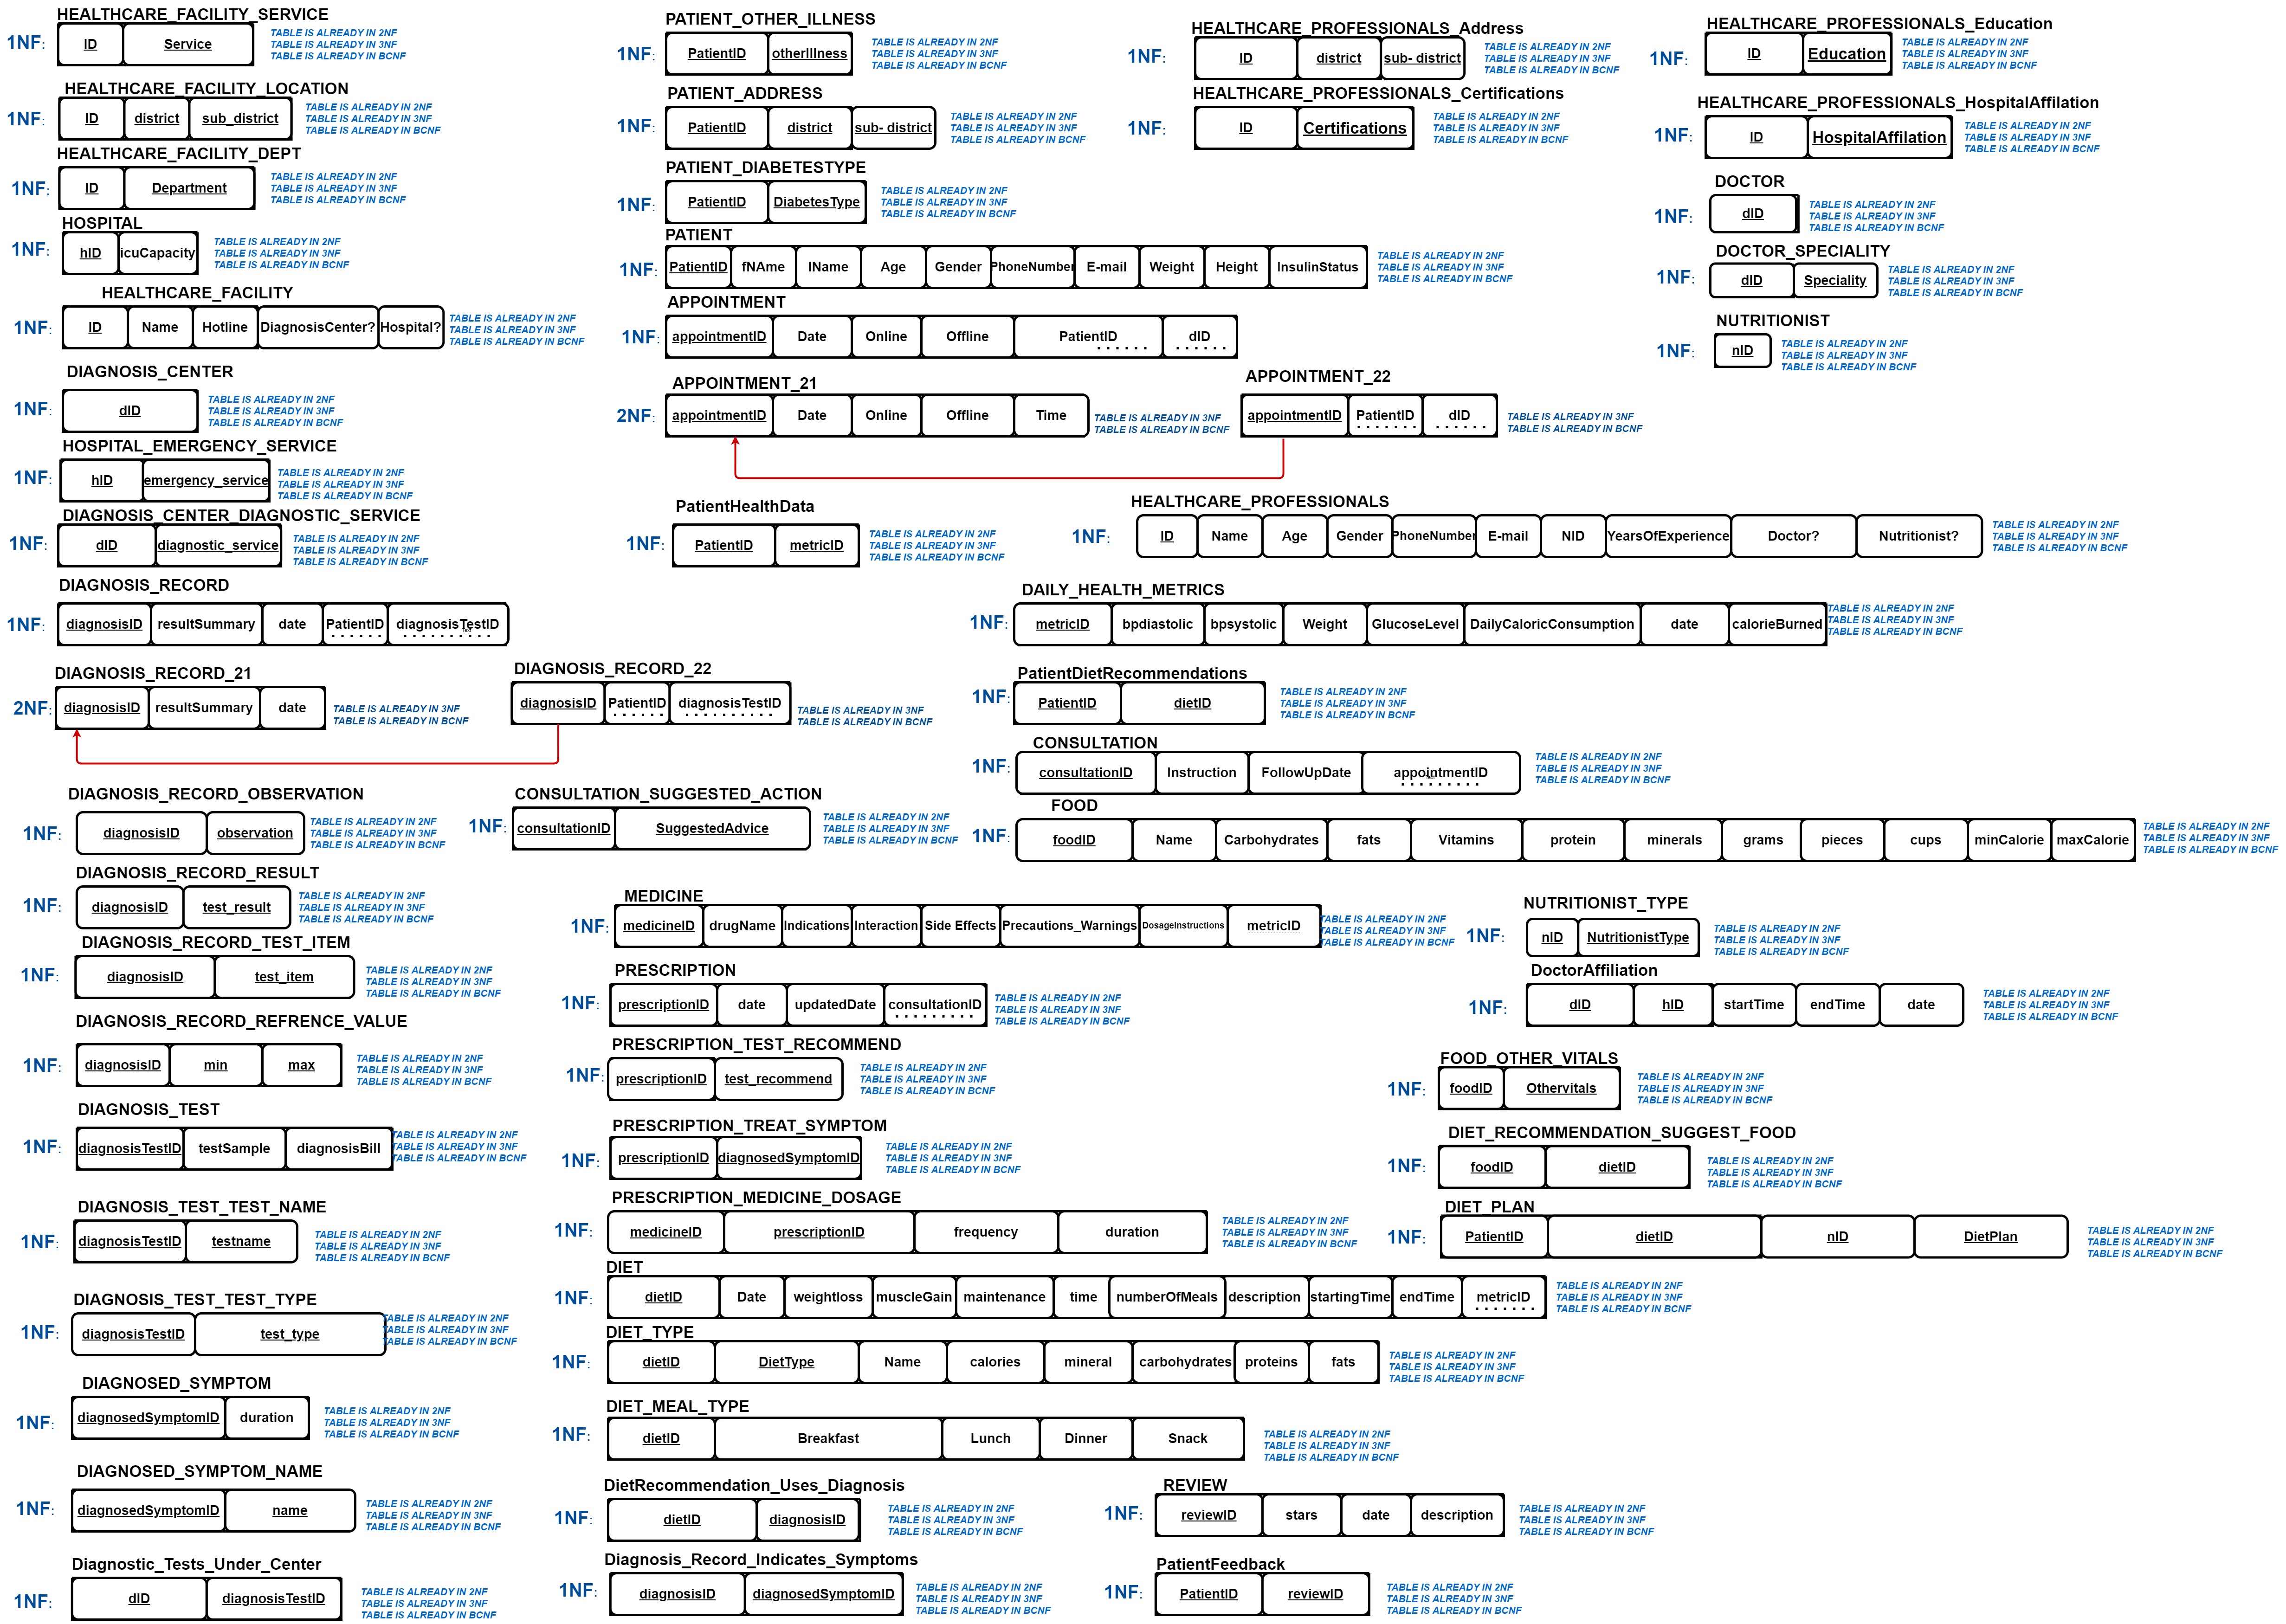 HEALTHCARE_FACILITY_SERVICE
1NF: ID Service
TABLE IS ALREADY IN 2NF
TABLE IS ALREADY IN 3NF
TABLE IS ALREADY IN BCNF
HEALTHCARE_FACILITY_LOCATION
1NF: ID district sub_district
TABLE IS ALREADY IN 2NF
TABLE IS ALREADY IN 3NF
TABLE IS ALREADY IN BCNF
HEALTHCARE_FACILITY_DEPT
1NF: ID Department
TABLE IS ALREADY IN 2NF
TABLE IS ALREADY IN 3NF
TABLE IS ALREADY IN BCNF
HOSPITAL
1NF: hID icuCapacity
TABLE IS ALREADY IN 2NF
TABLE IS ALREADY IN 3NF
TABLE IS ALREADY IN BCNF
HEALTHCARE_FACILITY
1NF: ID Name Hotline DiagnosisCenter? Hospital?
TABLE IS ALREADY IN 2NF
TABLE IS ALREADY IN 3NF
TABLE IS ALREADY IN BCNF
DIAGNOSIS_CENTER
1NF: dID
TABLE IS ALREADY IN 2NF
TABLE IS ALREADY IN 3NF
TABLE IS ALREADY IN BCNF
HOSPITAL_EMERGENCY_SERVICE
1NF: hID emergency_service
TABLE IS ALREADY IN 2NF
TABLE IS ALREADY IN 3NF
TABLE IS ALREADY IN BCNF
DIAGNOSIS_CENTER_DIAGNOSTIC_SERVICE
1NF: dID diagnostic_service
TABLE IS ALREADY IN 2NF
TABLE IS ALREADY IN 3NF
TABLE IS ALREADY IN BCNF
DIAGNOSIS_RECORD
1NF: diagnosisID resultSummary date PatientID diagnosisTestID
DIAGNOSIS_RECORD_21
2NF: diagnosisID resultSummary date
TABLE IS ALREADY IN 3NF
TABLE IS ALREADY IN BCNF
DIAGNOSIS_RECORD_22
diagnosisID PatientID diagnosisTestID
TABLE IS ALREADY IN 3NF
TABLE IS ALREADY IN BCNF
DIAGNOSIS_RECORD_OBSERVATION
1NF: diagnosisID observation
TABLE IS ALREADY IN 2NF
TABLE IS ALREADY IN 3NF
TABLE IS ALREADY IN BCNF
DIAGNOSIS_RECORD_RESULT
1NF: diagnosisID test_result
TABLE IS ALREADY IN 2NF
TABLE IS ALREADY IN 3NF
TABLE IS ALREADY IN BCNF
DIAGNOSIS_RECORD_TEST_ITEM
1NF: diagnosisID test_item
TABLE IS ALREADY IN 2NF
TABLE IS ALREADY IN 3NF
TABLE IS ALREADY IN BCNF
DIAGNOSIS_RECORD_REFRENCE_VALUE
1NF: diagnosisID min max
TABLE IS ALREADY IN 2NF
TABLE IS ALREADY IN 3NF
TABLE IS ALREADY IN BCNF
DIAGNOSIS_TEST
1NF: diagnosisTestID testSample diagnosisBill
TABLE IS ALREADY IN 2NF
TABLE IS ALREADY IN 3NF
TABLE IS ALREADY IN BCNF
DIAGNOSIS_TEST_TEST_NAME
1NF: diagnosisTestID testname
TABLE IS ALREADY IN 2NF
TABLE IS ALREADY IN 3NF
TABLE IS ALREADY IN BCNF
DIAGNOSIS_TEST_TEST_TYPE
1NF: diagnosisTestID test_type
TABLE IS ALREADY IN 2NF
TABLE IS ALREADY IN 3NF
TABLE IS ALREADY IN BCNF
DIAGNOSED_SYMPTOM
1NF: diagnosedSymptomID duration
TABLE IS ALREADY IN 2NF
TABLE IS ALREADY IN 3NF
TABLE IS ALREADY IN BCNF
DIAGNOSED_SYMPTOM_NAME
1NF: diagnosedSymptomID name
TABLE IS ALREADY IN 2NF
TABLE IS ALREADY IN 3NF
TABLE IS ALREADY IN BCNF
Diagnostic_Tests_Under_Center
1NF: dID diagnosisTestID
TABLE IS ALREADY IN 2NF
TABLE IS ALREADY IN 3NF
TABLE IS ALREADY IN BCNF
PATIENT_OTHER_ILLNESS
1NF: PatientID otherIllness
TABLE IS ALREADY IN 2NF
TABLE IS ALREADY IN 3NF
TABLE IS ALREADY IN BCNF
PATIENT_ADDRESS
1NF: PatientID district sub- district
TABLE IS ALREADY IN 2NF
TABLE IS ALREADY IN 3NF
TABLE IS ALREADY IN BCNF
PATIENT_DIABETESTYPE
1NF: PatientID DiabetesType
TABLE IS ALREADY IN 2NF
TABLE IS ALREADY IN 3NF
TABLE IS ALREADY IN BCNF
PATIENT
1NF: PatientID fNAme lName Age Gender PhoneNumber E-mail Weight Height InsulinStatus
TABLE IS ALREADY IN 2NF
TABLE IS ALREADY IN 3NF
TABLE IS ALREADY IN BCNF
APPOINTMENT
1NF: appointmentID Date Online Offline PatientID dID
APPOINTMENT_21
2NF: appointmentID Date Online Offline Time
TABLE IS ALREADY IN 3NF
TABLE IS ALREADY IN BCNF
APPOINTMENT_22
appointmentID PatientID dID
TABLE IS ALREADY IN 3NF
TABLE IS ALREADY IN BCNF
PatientHealthData
1NF: PatientID metricID
TABLE IS ALREADY IN 2NF
TABLE IS ALREADY IN 3NF
TABLE IS ALREADY IN BCNF
HEALTHCARE_PROFESSIONALS_Address
1NF: ID district sub- district
TABLE IS ALREADY IN 2NF
TABLE IS ALREADY IN 3NF
TABLE IS ALREADY IN BCNF
HEALTHCARE_PROFESSIONALS_Certifications
1NF: ID Certifications
TABLE IS ALREADY IN 2NF
TABLE IS ALREADY IN 3NF
TABLE IS ALREADY IN BCNF
HEALTHCARE_PROFESSIONALS_Education
1NF: ID Education
TABLE IS ALREADY IN 2NF
TABLE IS ALREADY IN 3NF
TABLE IS ALREADY IN BCNF
HEALTHCARE_PROFESSIONALS_HospitalAffilation
1NF: ID HospitalAffilation
TABLE IS ALREADY IN 2NF
TABLE IS ALREADY IN 3NF
TABLE IS ALREADY IN BCNF
DOCTOR
1NF: dID
TABLE IS ALREADY IN 2NF
TABLE IS ALREADY IN 3NF
TABLE IS ALREADY IN BCNF
DOCTOR_SPECIALITY
1NF: dID Speciality
TABLE IS ALREADY IN 2NF
TABLE IS ALREADY IN 3NF
TABLE IS ALREADY IN BCNF
NUTRITIONIST
1NF: nID
TABLE IS ALREADY IN 2NF
TABLE IS ALREADY IN 3NF
TABLE IS ALREADY IN BCNF
HEALTHCARE_PROFESSIONALS
1NF: ID Name Age Gender PhoneNumber E-mail NID YearsOfExperience Doctor? Nutritionist?
TABLE IS ALREADY IN 2NF
TABLE IS ALREADY IN 3NF
TABLE IS ALREADY IN BCNF
DAILY_HEALTH_METRICS
1NF: metricID bpdiastolic bpsystolic Weight GlucoseLevel DailyCaloricConsumption date calorieBurned
TABLE IS ALREADY IN 2NF
TABLE IS ALREADY IN 3NF
TABLE IS ALREADY IN BCNF
PatientDietRecommendations
1NF: PatientID dietID
TABLE IS ALREADY IN 2NF
TABLE IS ALREADY IN 3NF
TABLE IS ALREADY IN BCNF
CONSULTATION
1NF: consultationID Instruction FollowUpDate appointmentID
TABLE IS ALREADY IN 2NF
TABLE IS ALREADY IN 3NF
TABLE IS ALREADY IN BCNF
CONSULTATION_SUGGESTED_ACTION
1NF: consultationID SuggestedAdvice
TABLE IS ALREADY IN 2NF
TABLE IS ALREADY IN 3NF
TABLE IS ALREADY IN BCNF
FOOD
1NF: foodID Name Carbohydrates fats Vitamins protein minerals grams pieces cups minCalorie maxCalorie
TABLE IS ALREADY IN 2NF
TABLE IS ALREADY IN 3NF
TABLE IS ALREADY IN BCNF
MEDICINE
1NF: medicineID drugName Indications Interaction Side Effects Precautions_Warnings DosageInstructions metricID
TABLE IS ALREADY IN 2NF
TABLE IS ALREADY IN 3NF
TABLE IS ALREADY IN BCNF
NUTRITIONIST_TYPE
1NF: nID NutritionistType
TABLE IS ALREADY IN 2NF
TABLE IS ALREADY IN 3NF
TABLE IS ALREADY IN BCNF
PRESCRIPTION
1NF: prescriptionID date updatedDate consultationID
TABLE IS ALREADY IN 2NF
TABLE IS ALREADY IN 3NF
TABLE IS ALREADY IN BCNF
DoctorAffiliation
1NF: dID hID startTime endTime date
TABLE IS ALREADY IN 2NF
TABLE IS ALREADY IN 3NF
TABLE IS ALREADY IN BCNF
PRESCRIPTION_TEST_RECOMMEND
1NF: prescriptionID test_recommend
TABLE IS ALREADY IN 2NF
TABLE IS ALREADY IN 3NF
TABLE IS ALREADY IN BCNF
FOOD_OTHER_VITALS
1NF: foodID Othervitals
TABLE IS ALREADY IN 2NF
TABLE IS ALREADY IN 3NF
TABLE IS ALREADY IN BCNF
PRESCRIPTION_TREAT_SYMPTOM
1NF: prescriptionID diagnosedSymptomID
TABLE IS ALREADY IN 2NF
TABLE IS ALREADY IN 3NF
TABLE IS ALREADY IN BCNF
DIET_RECOMMENDATION_SUGGEST_FOOD
1NF: foodID dietID
TABLE IS ALREADY IN 2NF
TABLE IS ALREADY IN 3NF
TABLE IS ALREADY IN BCNF
PRESCRIPTION_MEDICINE_DOSAGE
1NF: medicineID prescriptionID frequency duration
TABLE IS ALREADY IN 2NF
TABLE IS ALREADY IN 3NF
TABLE IS ALREADY IN BCNF
DIET_PLAN
1NF: PatientID dietID nID DietPlan
TABLE IS ALREADY IN 2NF
TABLE IS ALREADY IN 3NF
TABLE IS ALREADY IN BCNF
DIET
1NF: dietID Date weightloss muscleGain maintenance time numberOfMeals description startingTime endTime metricID
TABLE IS ALREADY IN 2NF
TABLE IS ALREADY IN 3NF
TABLE IS ALREADY IN BCNF
DIET_TYPE
1NF: dietID DietType Name calories mineral carbohydrates proteins fats
TABLE IS ALREADY IN 2NF
TABLE IS ALREADY IN 3NF
TABLE IS ALREADY IN BCNF
DIET_MEAL_TYPE
1NF: dietID Breakfast Lunch Dinner Snack
TABLE IS ALREADY IN 2NF
TABLE IS ALREADY IN 3NF
TABLE IS ALREADY IN BCNF
DietRecommendation_Uses_Diagnosis
1NF: dietID diagnosisID
TABLE IS ALREADY IN 2NF
TABLE IS ALREADY IN 3NF
TABLE IS ALREADY IN BCNF
REVIEW
1NF: reviewID stars date description
TABLE IS ALREADY IN 2NF
TABLE IS ALREADY IN 3NF
TABLE IS ALREADY IN BCNF
Diagnosis_Record_Indicates_Symptoms
1NF: diagnosisID diagnosedSymptomID
TABLE IS ALREADY IN 2NF
TABLE IS ALREADY IN 3NF
TABLE IS ALREADY IN BCNF
PatientFeedback
1NF: PatientID reviewID
TABLE IS ALREADY IN 2NF
TABLE IS ALREADY IN 3NF
TABLE IS ALREADY IN BCNF